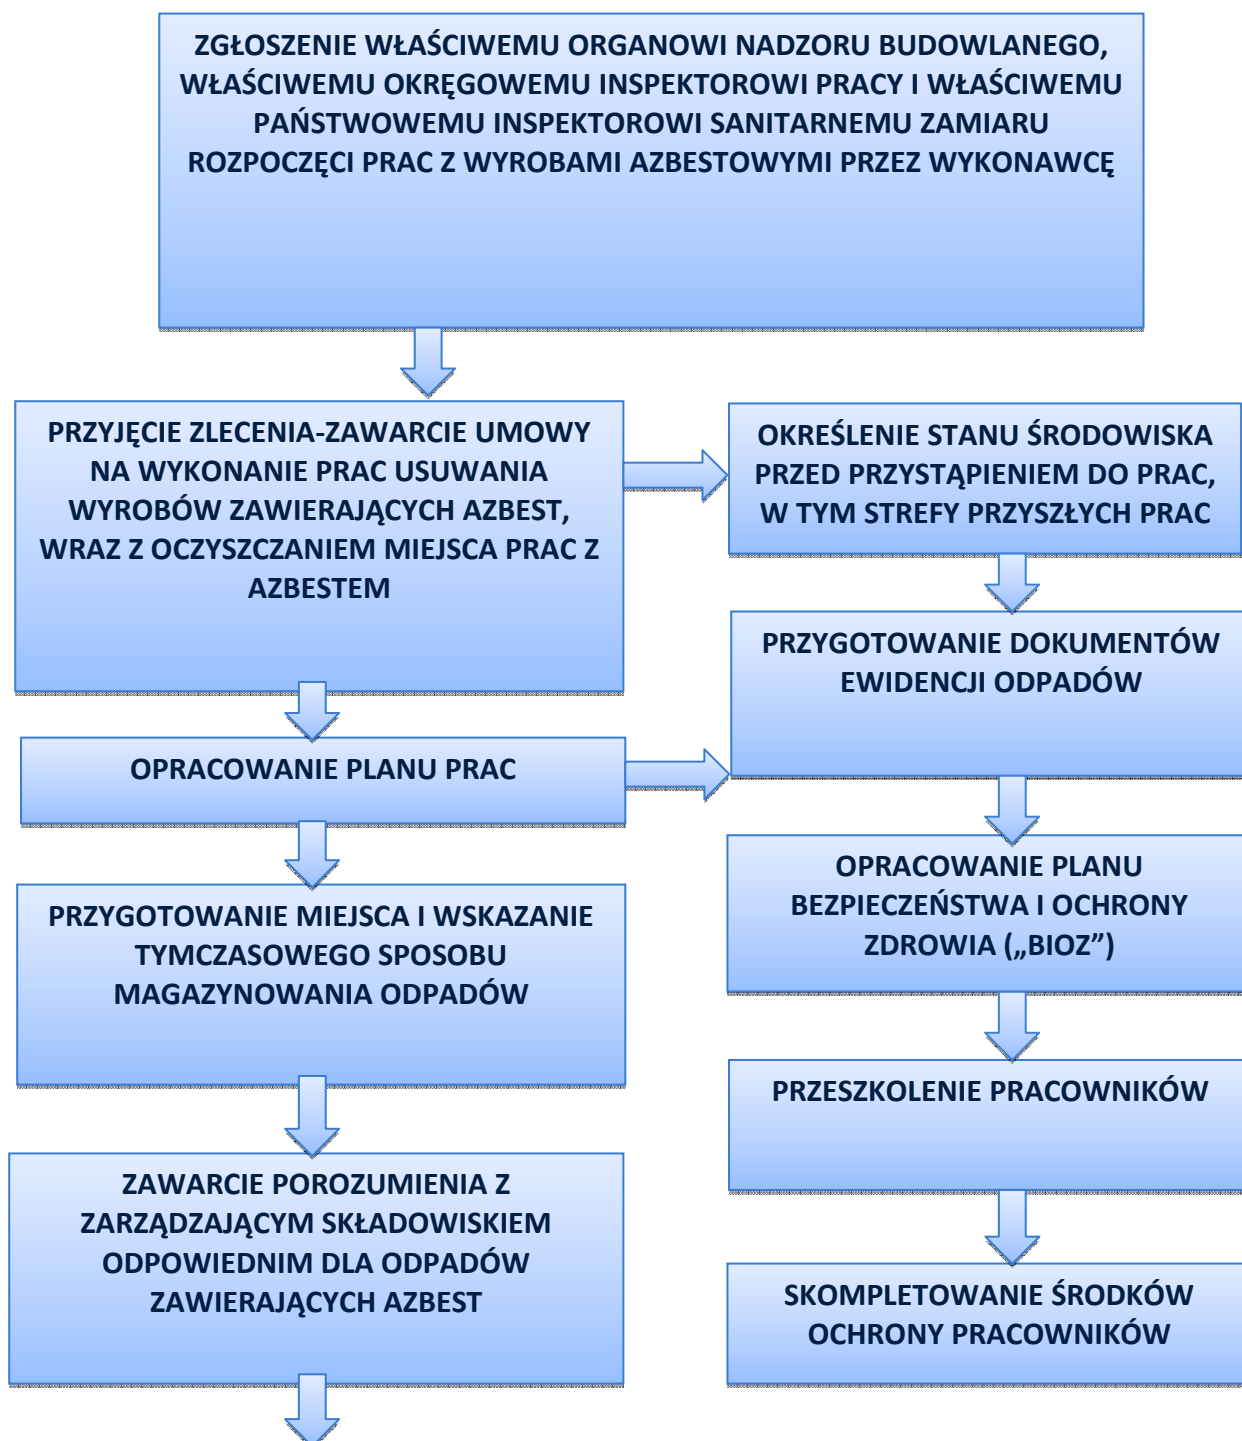 ZGŁOSZENIE WŁAŚCIWEMU ORGANOWI NADZORU BUDOWLANEGO,
WŁAŚCIWEMU OKRĘGOWEMU INSPEKTOROWI PRACY I WŁAŚCIWEMU
PAŃSTWOWEMU INSPEKTOROWI SANITARNEMU ZAMIARU
ROZPOCZĘCI PRAC Z WYROBAMI AZBESTOWYMI PRZEZ WYKONAWCĘ
PRZYJĘCIE ZLECENIA-ZAWARCIE UMOWY
NA WYKONANIE PRAC USUWANIA
WYROBÓW ZAWIERAJĄCYCH AZBEST,
WRAZ Z OCZYSZCZANIEM MIEJSCA PRAC Z
AZBESTEM
OKREŚLENIE STANU ŚRODOWISKA
PRZED PRZYSTĄPIENIEM DO PRAC,
W TYM STREFY PRZYSZŁYCH PRAC
PRZYGOTOWANIE DOKUMENTÓW
EWIDENCJI ODPADÓW
OPRACOWANIE PLANU PRAC
OPRACOWANIE PLANU
BEZPIECZEŃSTWA I OCHRONY
ZDROWIA („BIOZ”)
PRZYGOTOWANIE MIEJSCA I WSKAZANIE
TYMCZASOWEGO SPOSOBU
MAGAZYNOWANIA ODPADÓW
PRZESZKOLENIE PRACOWNIKÓW
ZAWARCIE POROZUMIENIA Z
ZARZĄDZAJĄCYM SKŁADOWISKIEM
ODPOWIEDNIM DLA ODPADÓW
ZAWIERAJĄCYCH AZBEST
SKOMPLETOWANIE ŚRODKÓW
OCHRONY PRACOWNIKÓW